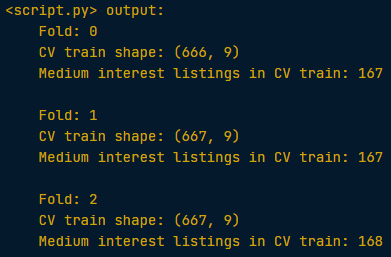 <script.py> output:
Fold: 0
CV train shape: (666, 9)
Medium interest listings in CV train: 167
Fold: 1
CV train shape: (667, 9)
Medium interest listings in CV train: 167
Fold: 2
CV train shape: (667, 9)
Medium interest listings in CV train: 168